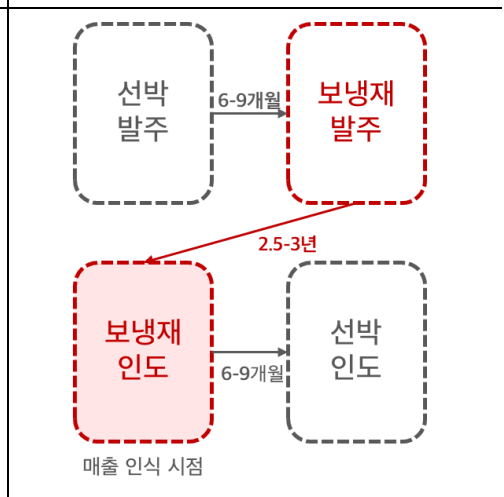 선박
발주
6-9개월
보냉재
발주
2.5-3년
보냉재
인도
6-9개월
선박
인도
매출 인식 시점